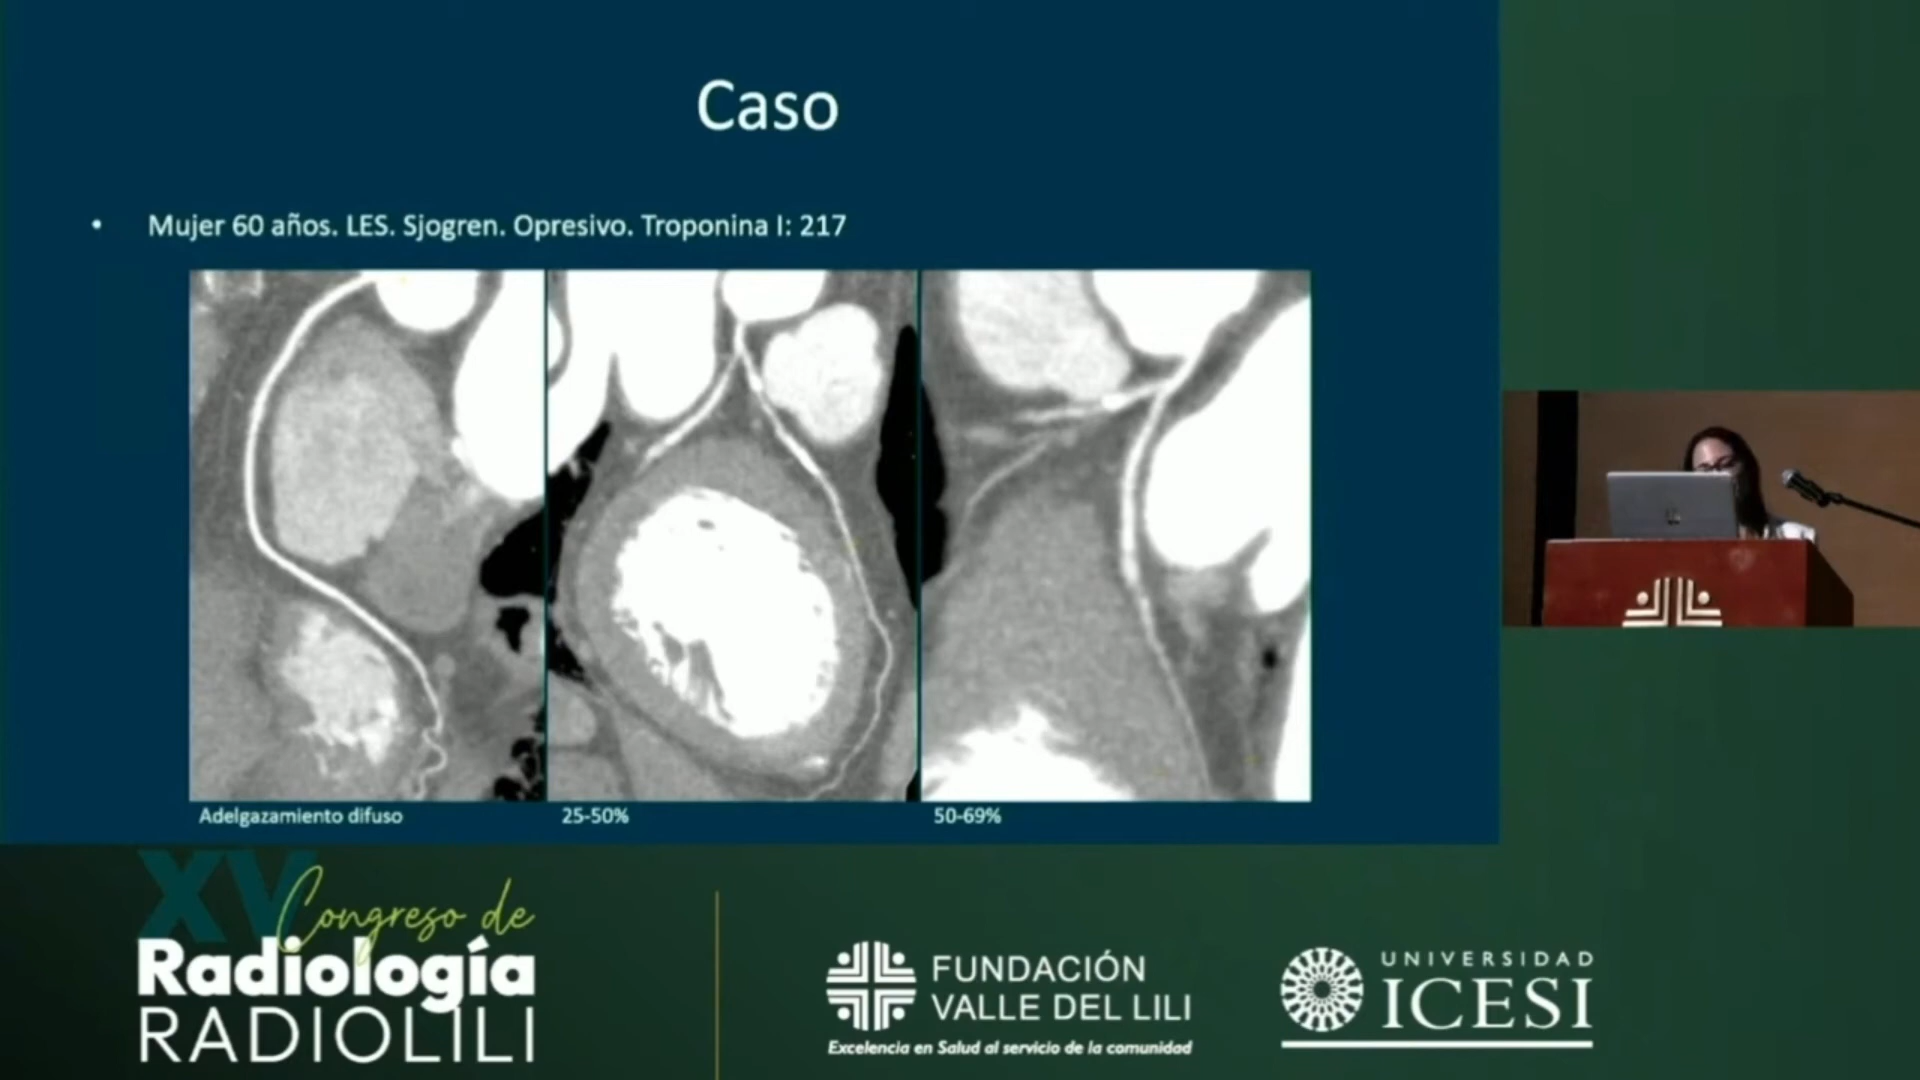 Caso
• Mujer 60 años. LES. Sjogren. Opresivo. Troponina I: 217
Adelgazamiento difuso
25-50%
50-69%
XV Congreso de
Radiología
RADIOLILI
FUNDACIÓN
VALLE DEL LILI
Excelencia en Salud al servicio de la comunidad
UNIVERSIDAD
ICESI